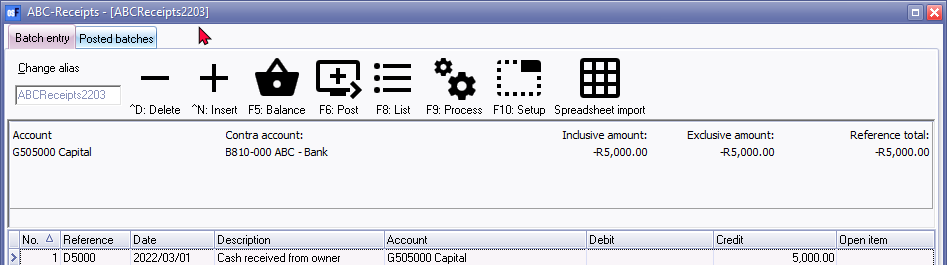 ABC-Receipts - [ABCReceipts2203]
Batch entry Posted batches
Change alias
ABCReceipts2203
^D: Delete ^N: Insert F5: Balance F6: Post F8: List F9: Process F10: Setup Spreadsheet import
Account Contra account: Inclusive amount: Exclusive amount: Reference total:
G505000 Capital B810-000 ABC - Bank -R5,000.00 -R5,000.00 -R5,000.00
No. Reference Date Description Account Debit Credit Open item
1 D5000 2022/03/01 Cash received from owner G505000 Capital 5,000.00